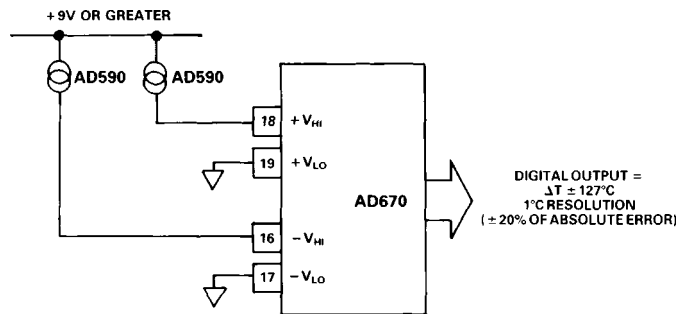 +9V OR GREATER
AD590
AD590
18 +VHI
19 +VLO
AD670
16 −VHI
17 −VLO
DIGITAL OUTPUT =
ΔT ± 127°C
1°C RESOLUTION
(±20% OF ABSOLUTE ERROR)